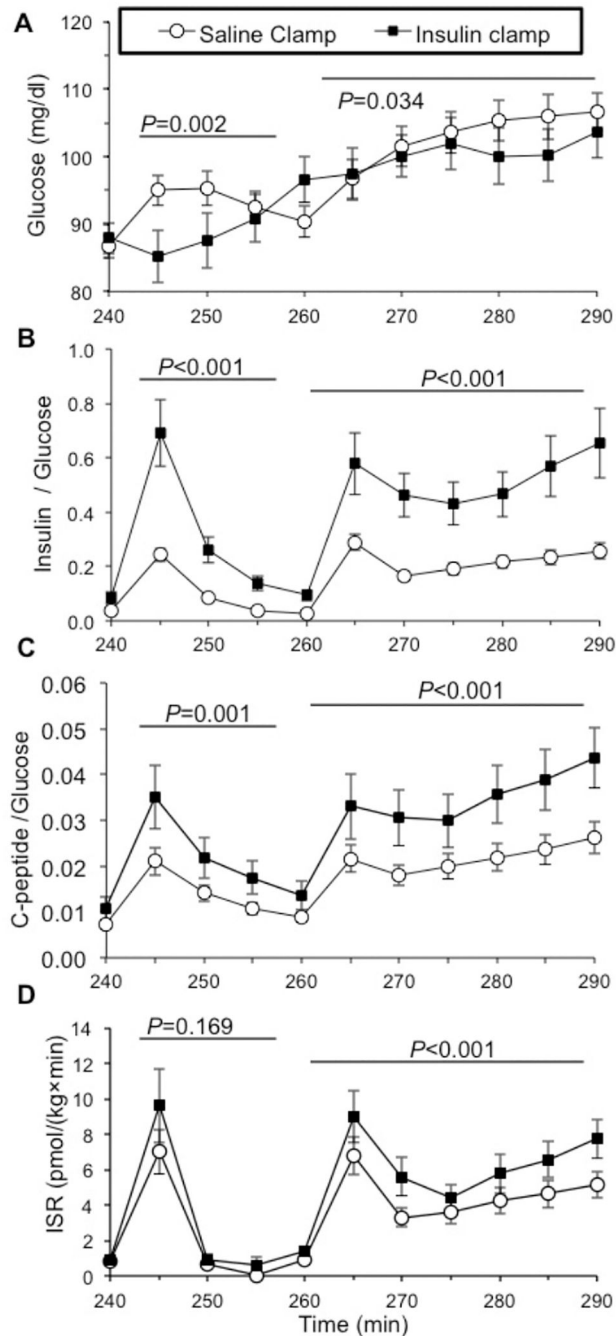 A
Saline Clamp Insulin clamp
Glucose (mg/dl)
120
110
100
90
80
P=0.002
P=0.034
240 250 260 270 280 290
B
Insulin / Glucose
1.0
0.8
0.6
0.4
0.2
0.0
P<0.001
P<0.001
240 250 260 270 280 290
C
C-peptide /Glucose
0.06
0.05
0.04
0.03
0.02
0.01
0.00
P=0.001
P<0.001
240 250 260 270 280 290
D
ISR (pmol/(kg×min)
14
12
10
8
6
4
2
0
P=0.169
P<0.001
240 250 260 270 280 290
Time (min)